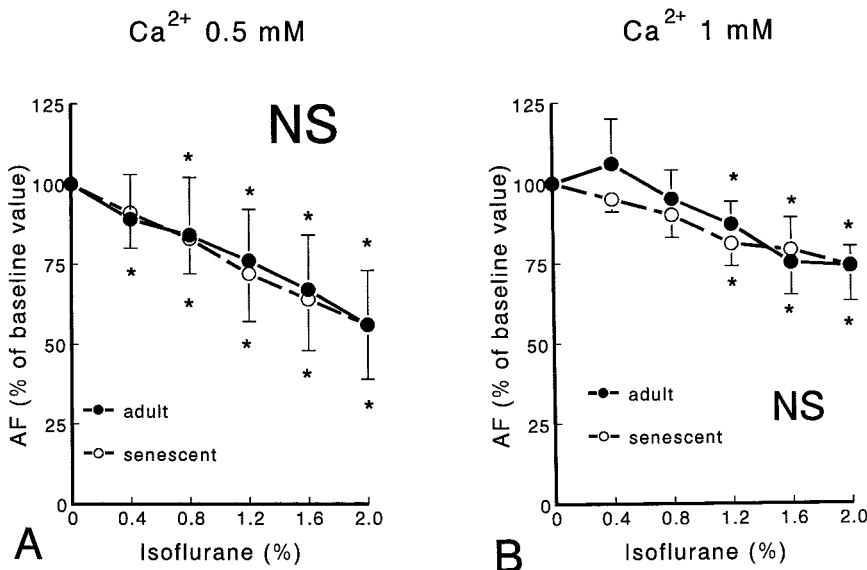 Ca2+ 0.5 mM
125
100
75
50
25
0
AF (% of baseline value)
NS
*
*
*
*
*
*
*
*
*
adult
senescent
0 0.4 0.8 1.2 1.6 2.0
Isoflurane (%)
A
Ca2+ 1 mM
125
100
75
50
25
0
AF (% of baseline value)
*
*
*
*
*
*
adult
senescent
NS
0 0.4 0.8 1.2 1.6 2.0
Isoflurane (%)
B